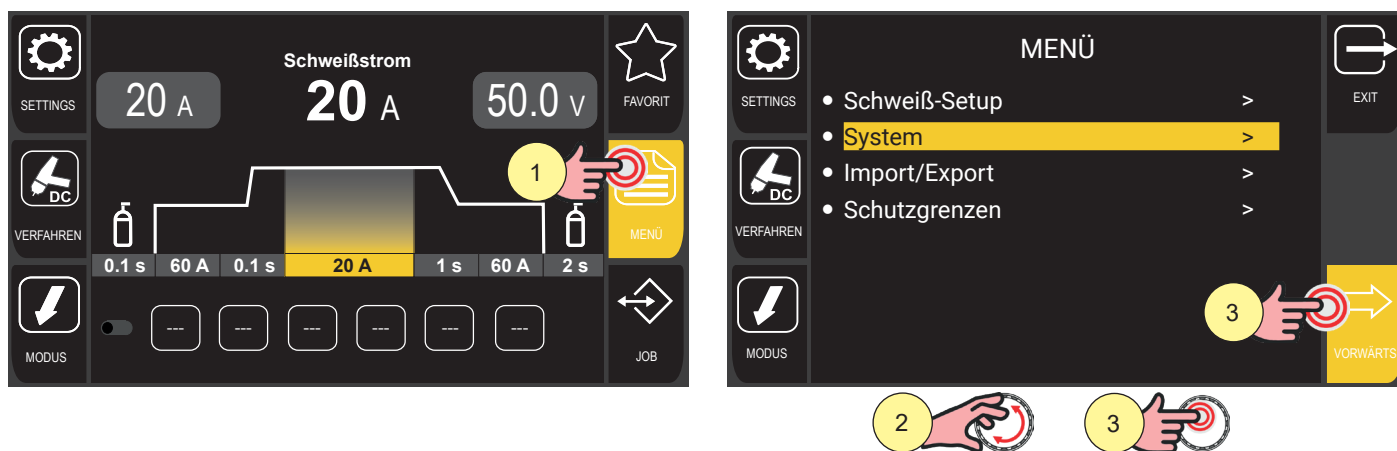 SETTINGS
VERFAHREN
DC
MODUS
Schweißstrom
20 A
20 A
50.0 V
1
0.1 s 60 A 0.1 s 20 A 1 s 60 A 2 s
--- --- --- --- --- ---
FAVORIT
MENÜ
JOB
SETTINGS
DC
VERFAHREN
MODUS
MENÜ
• Schweiß-Setup >
• System >
• Import/Export >
• Schutzgrenzen >
EXIT
3
VORWÄRTS
2
3